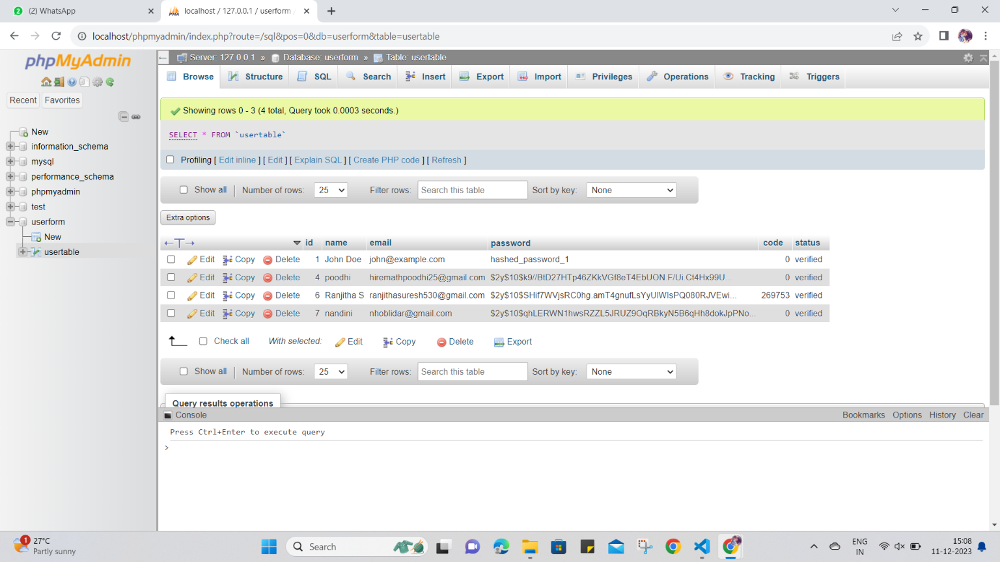 (2) WhatsApp
localhost / 127.0.0.1 / userform /
localhost/phpmyadmin/index.php?route=/sql&pos=0&db=userform&table=usertable
phpMyAdmin
Recent Favorites
New
information_schema
mysql
performance_schema
phpmyadmin
test
userform
New
usertable
Server: 127.0.0.1 » Database: userform » Table: usertable
Browse Structure SQL Search Insert Export Import Privileges Operations Tracking Triggers
Showing rows 0 - 3 (4 total, Query took 0.0003 seconds.)
SELECT * FROM `usertable`
Profiling [ Edit inline ] [ Edit ] [ Explain SQL ] [ Create PHP code ] [ Refresh ]
Show all Number of rows: 25 Filter rows: Search this table Sort by key: None
Extra options
←T→ id name email password code status
Edit Copy Delete 1 John Doe john@example.com hashed_password_1 0 verified
Edit Copy Delete 4 poodhi hiremathpoodhi25@gmail.com $2y$10$k9//BtD27HTp46ZKkVGf8eT4EbUON.F/Ui.Ct4Hx99U... 0 verified
Edit Copy Delete 6 Ranjitha S ranjithasuresh530@gmail.com $2y$10$SHif7WVjsRC0hg.amT4gnufLsYyUlWIsPQ080RJVEwi... 269753 verified
Edit Copy Delete 7 nandini nhoblidar@gmail.com $2y$10$qhLERWN1hwsRZZL5JRUZ9OqRBkyN5B6qHh8dokJpPNo... 0 verified
Check all With selected: Edit Copy Delete Export
Show all Number of rows: 25 Filter rows: Search this table Sort by key: None
Query results operations
Console Bookmarks Options History Clear
Press Ctrl+Enter to execute query
>
1
27°C
Partly sunny
Search
ENG
IN
15:08
11-12-2023